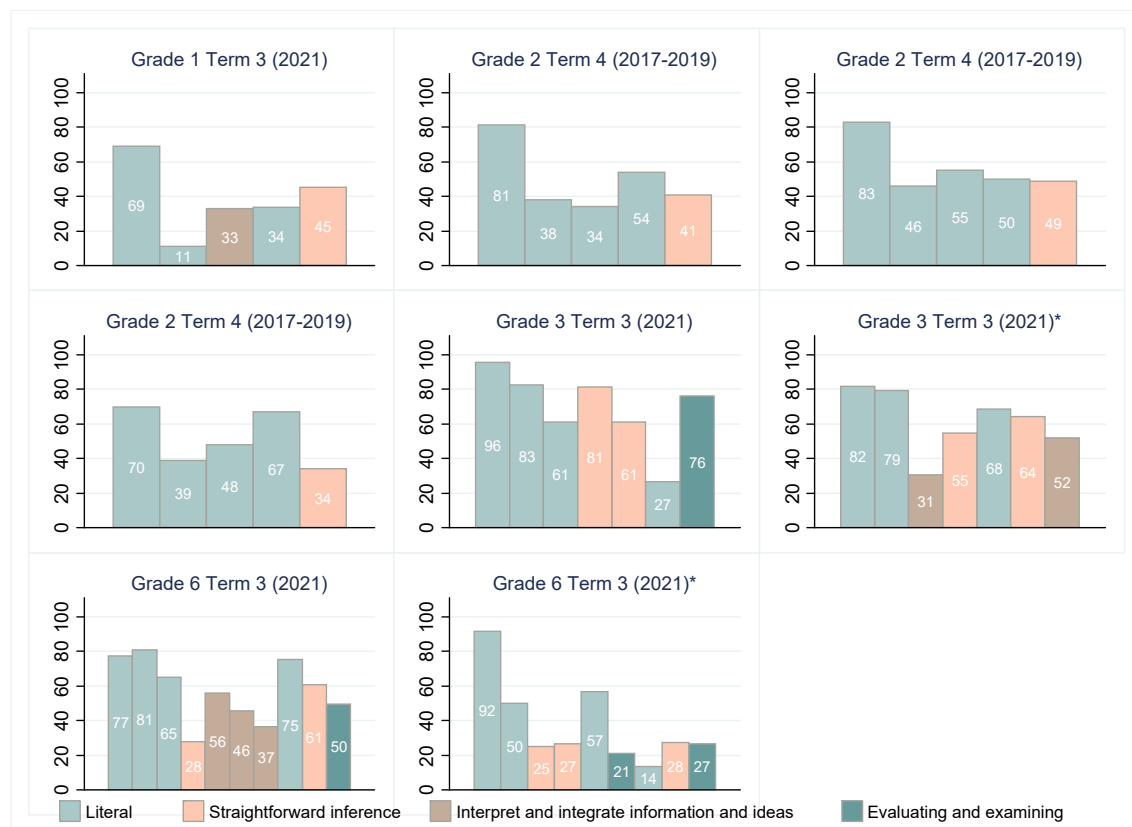 Grade 1 Term 3 (2021)
0 20 40 60 80 100
69 11 33 34 45
Grade 2 Term 4 (2017-2019)
0 20 40 60 80 100
81 38 34 54 41
Grade 2 Term 4 (2017-2019)
0 20 40 60 80 100
83 46 55 50 49
Grade 2 Term 4 (2017-2019)
0 20 40 60 80 100
70 39 48 67 34
Grade 3 Term 3 (2021)
0 20 40 60 80 100
96 83 61 81 61 27 76
Grade 3 Term 3 (2021)*
0 20 40 60 80 100
82 79 31 55 68 64 52
Grade 6 Term 3 (2021)
0 20 40 60 80 100
77 81 65 28 56 46 37 75 61 50
Grade 6 Term 3 (2021)*
0 20 40 60 80 100
92 50 25 27 57 21 14 28 27
Literal Straightforward inference Interpret and integrate information and ideas Evaluating and examining